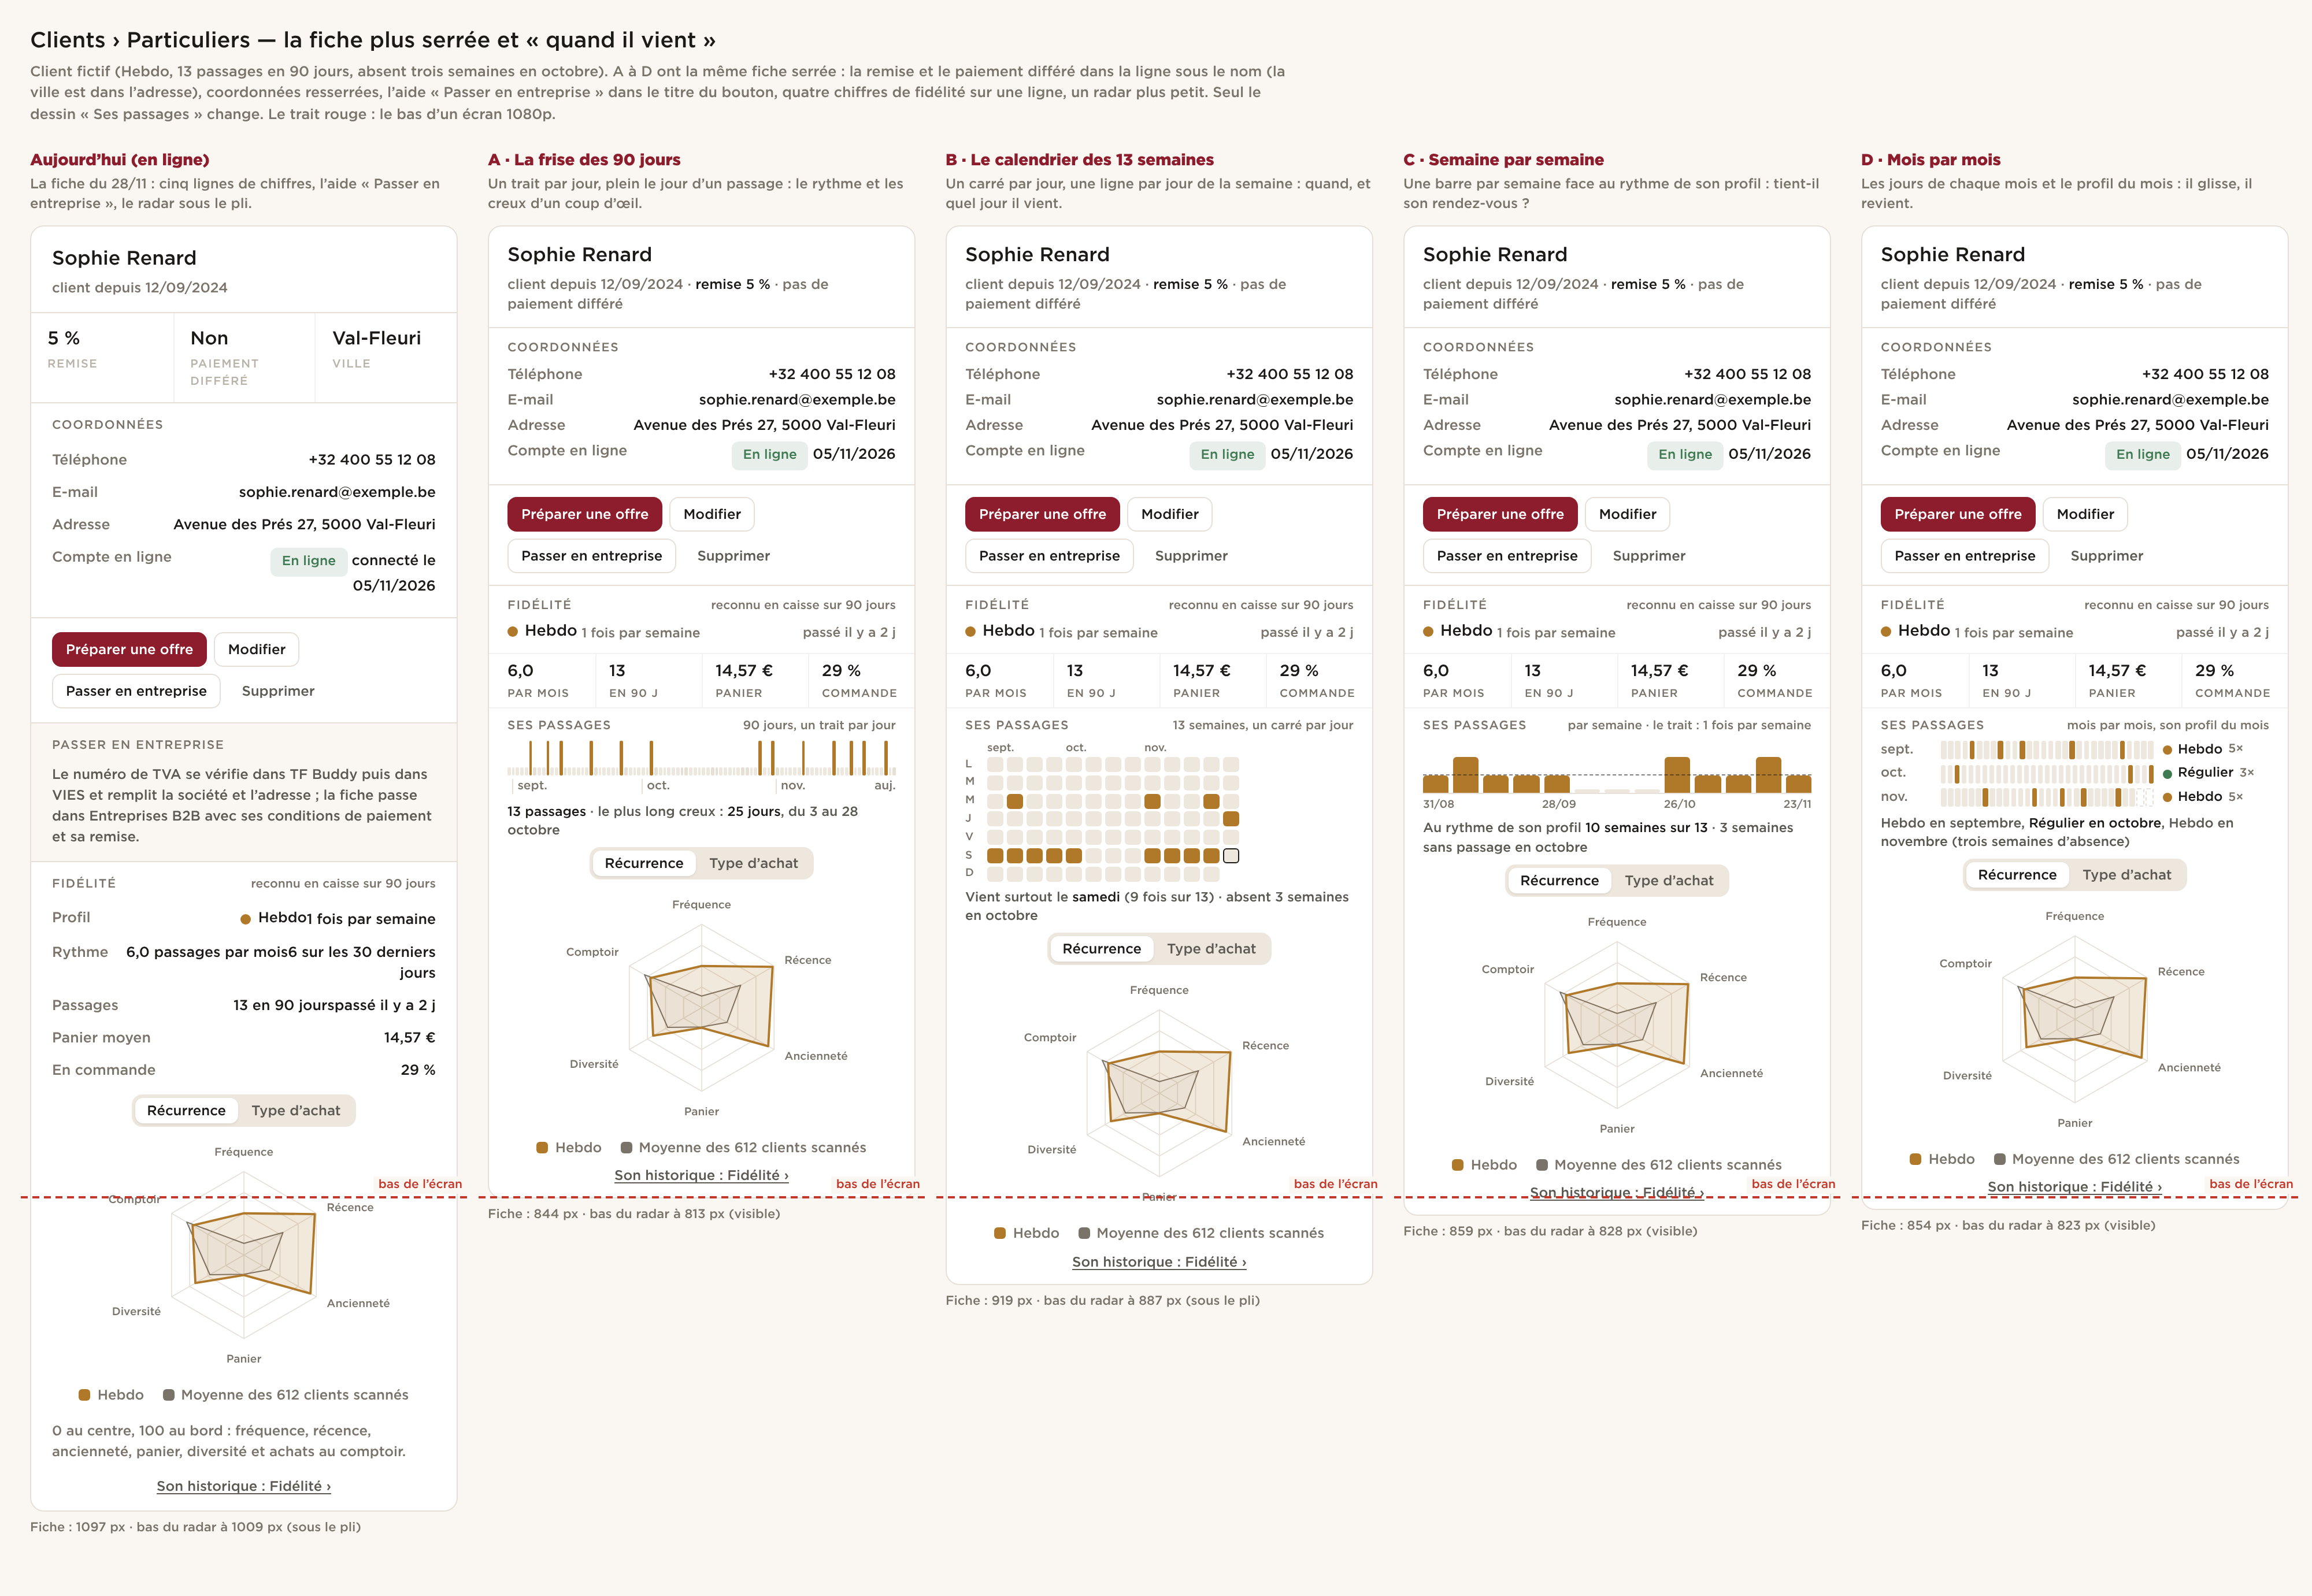 Clients › Particuliers — la fiche plus serrée et « quand il vient »
Client fictif (Hebdo, 13 passages en 90 jours, absent trois semaines en octobre). A à D ont la même fiche serrée : la remise et le paiement différé dans la ligne sous le nom (la
ville est dans l’adresse), coordonnées resserrées, l’aide « Passer en entreprise » dans le titre du bouton, quatre chiffres de fidélité sur une ligne, un radar plus petit. Seul le
dessin « Ses passages » change. Le trait rouge : le bas d’un écran 1080p.
Aujourd’hui (en ligne)
La fiche du 28/11 : cinq lignes de chiffres, l’aide « Passer en
entreprise », le radar sous le pli.
Sophie Renard
client depuis 12/09/2024
5 %
REMISE
Non
PAIEMENT
DIFFÉRÉ
Val-Fleuri
VILLE
COORDONNÉES
Téléphone +32 400 55 12 08
E-mail sophie.renard@exemple.be
Adresse Avenue des Prés 27, 5000 Val-Fleuri
Compte en ligne En ligne connecté le
05/11/2026
Préparer une offre Modifier
Passer en entreprise Supprimer
PASSER EN ENTREPRISE
Le numéro de TVA se vérifie dans TF Buddy puis dans
VIES et remplit la société et l’adresse ; la fiche passe
dans Entreprises B2B avec ses conditions de paiement
et sa remise.
FIDÉLITÉ reconnu en caisse sur 90 jours
Profil Hebdo1 fois par semaine
Rythme 6,0 passages par mois6 sur les 30 derniers
jours
Passages 13 en 90 jourspassé il y a 2 j
Panier moyen 14,57 €
En commande 29 %
Récurrence Type d’achat
Fréquence
bas de l’écran
Comptoir
Récence
Diversité
Ancienneté
Panier
Hebdo Moyenne des 612 clients scannés
0 au centre, 100 au bord : fréquence, récence,
ancienneté, panier, diversité et achats au comptoir.
Son historique : Fidélité ›
Fiche : 1097 px · bas du radar à 1009 px (sous le pli)
A · La frise des 90 jours
Un trait par jour, plein le jour d’un passage : le rythme et les
creux d’un coup d’œil.
Sophie Renard
client depuis 12/09/2024 · remise 5 % · pas de
paiement différé
COORDONNÉES
Téléphone +32 400 55 12 08
E-mail sophie.renard@exemple.be
Adresse Avenue des Prés 27, 5000 Val-Fleuri
Compte en ligne En ligne 05/11/2026
Préparer une offre Modifier
Passer en entreprise Supprimer
FIDÉLITÉ reconnu en caisse sur 90 jours
Hebdo 1 fois par semaine passé il y a 2 j
6,0 13 14,57 € 29 %
PAR MOIS EN 90 J PANIER COMMANDE
SES PASSAGES 90 jours, un trait par jour
sept. oct. nov. auj.
13 passages · le plus long creux : 25 jours, du 3 au 28
octobre
Récurrence Type d’achat
Fréquence
Comptoir
Récence
Diversité
Ancienneté
Panier
Hebdo Moyenne des 612 clients scannés
Son historique : Fidélité ›
bas de l’écran
Fiche : 844 px · bas du radar à 813 px (visible)
B · Le calendrier des 13 semaines
Un carré par jour, une ligne par jour de la semaine : quand, et
quel jour il vient.
Sophie Renard
client depuis 12/09/2024 · remise 5 % · pas de
paiement différé
COORDONNÉES
Téléphone +32 400 55 12 08
E-mail sophie.renard@exemple.be
Adresse Avenue des Prés 27, 5000 Val-Fleuri
Compte en ligne En ligne 05/11/2026
Préparer une offre Modifier
Passer en entreprise Supprimer
FIDÉLITÉ reconnu en caisse sur 90 jours
Hebdo 1 fois par semaine passé il y a 2 j
6,0 13 14,57 € 29 %
PAR MOIS EN 90 J PANIER COMMANDE
SES PASSAGES 13 semaines, un carré par jour
sept. oct. nov.
L
M
M
J
V
S
D
Vient surtout le samedi (9 fois sur 13) · absent 3 semaines
en octobre
Récurrence Type d’achat
Fréquence
Comptoir
Récence
Diversité
Ancienneté
bas de l’écran
Panier
Hebdo Moyenne des 612 clients scannés
Son historique : Fidélité ›
Fiche : 919 px · bas du radar à 887 px (sous le pli)
C · Semaine par semaine
Une barre par semaine face au rythme de son profil : tient-il
son rendez-vous ?
Sophie Renard
client depuis 12/09/2024 · remise 5 % · pas de
paiement différé
COORDONNÉES
Téléphone +32 400 55 12 08
E-mail sophie.renard@exemple.be
Adresse Avenue des Prés 27, 5000 Val-Fleuri
Compte en ligne En ligne 05/11/2026
Préparer une offre Modifier
Passer en entreprise Supprimer
FIDÉLITÉ reconnu en caisse sur 90 jours
Hebdo 1 fois par semaine passé il y a 2 j
6,0 13 14,57 € 29 %
PAR MOIS EN 90 J PANIER COMMANDE
SES PASSAGES par semaine · le trait : 1 fois par semaine
31/08 28/09 26/10 23/11
Au rythme de son profil 10 semaines sur 13 · 3 semaines
sans passage en octobre
Récurrence Type d’achat
Fréquence
Comptoir
Récence
Diversité
Ancienneté
Panier
Hebdo Moyenne des 612 clients scannés
bas de l’écran
Son historique : Fidélité ›
Fiche : 859 px · bas du radar à 828 px (visible)
D · Mois par mois
Les jours de chaque mois et le profil du mois : il glisse, il
revient.
Sophie Renard
client depuis 12/09/2024 · remise 5 % · pas de
paiement différé
COORDONNÉES
Téléphone +32 400 55 12 08
E-mail sophie.renard@exemple.be
Adresse Avenue des Prés 27, 5000 Val-Fleuri
Compte en ligne En ligne 05/11/2026
Préparer une offre Modifier
Passer en entreprise Supprimer
FIDÉLITÉ reconnu en caisse sur 90 jours
Hebdo 1 fois par semaine passé il y a 2 j
6,0 13 14,57 € 29 %
PAR MOIS EN 90 J PANIER COMMANDE
SES PASSAGES mois par mois, son profil du mois
sept. Hebdo 5×
oct. Régulier 3×
nov. Hebdo 5×
Hebdo en septembre, Régulier en octobre, Hebdo en
novembre (trois semaines d’absence)
Récurrence Type d’achat
Fréquence
Comptoir
Récence
Diversité
Ancienneté
Panier
Hebdo Moyenne des 612 clients scannés
Son historique : Fidélité ›
bas de l’écran
Fiche : 854 px · bas du radar à 823 px (visible)